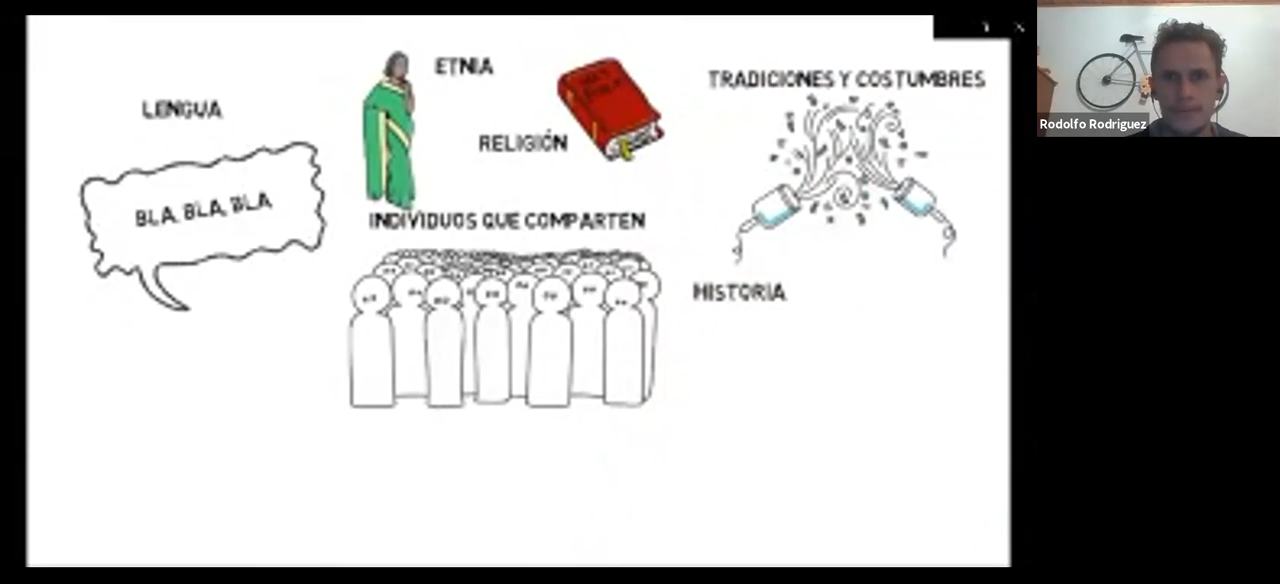 LENGUA
BLA, BLA, BLA
ETNIA
RELIGIÓN
TRADICIONES Y COSTUMBRES
INDIVIDUOS QUE COMPARTEN
HISTORIA
Rodolfo Rodriguez